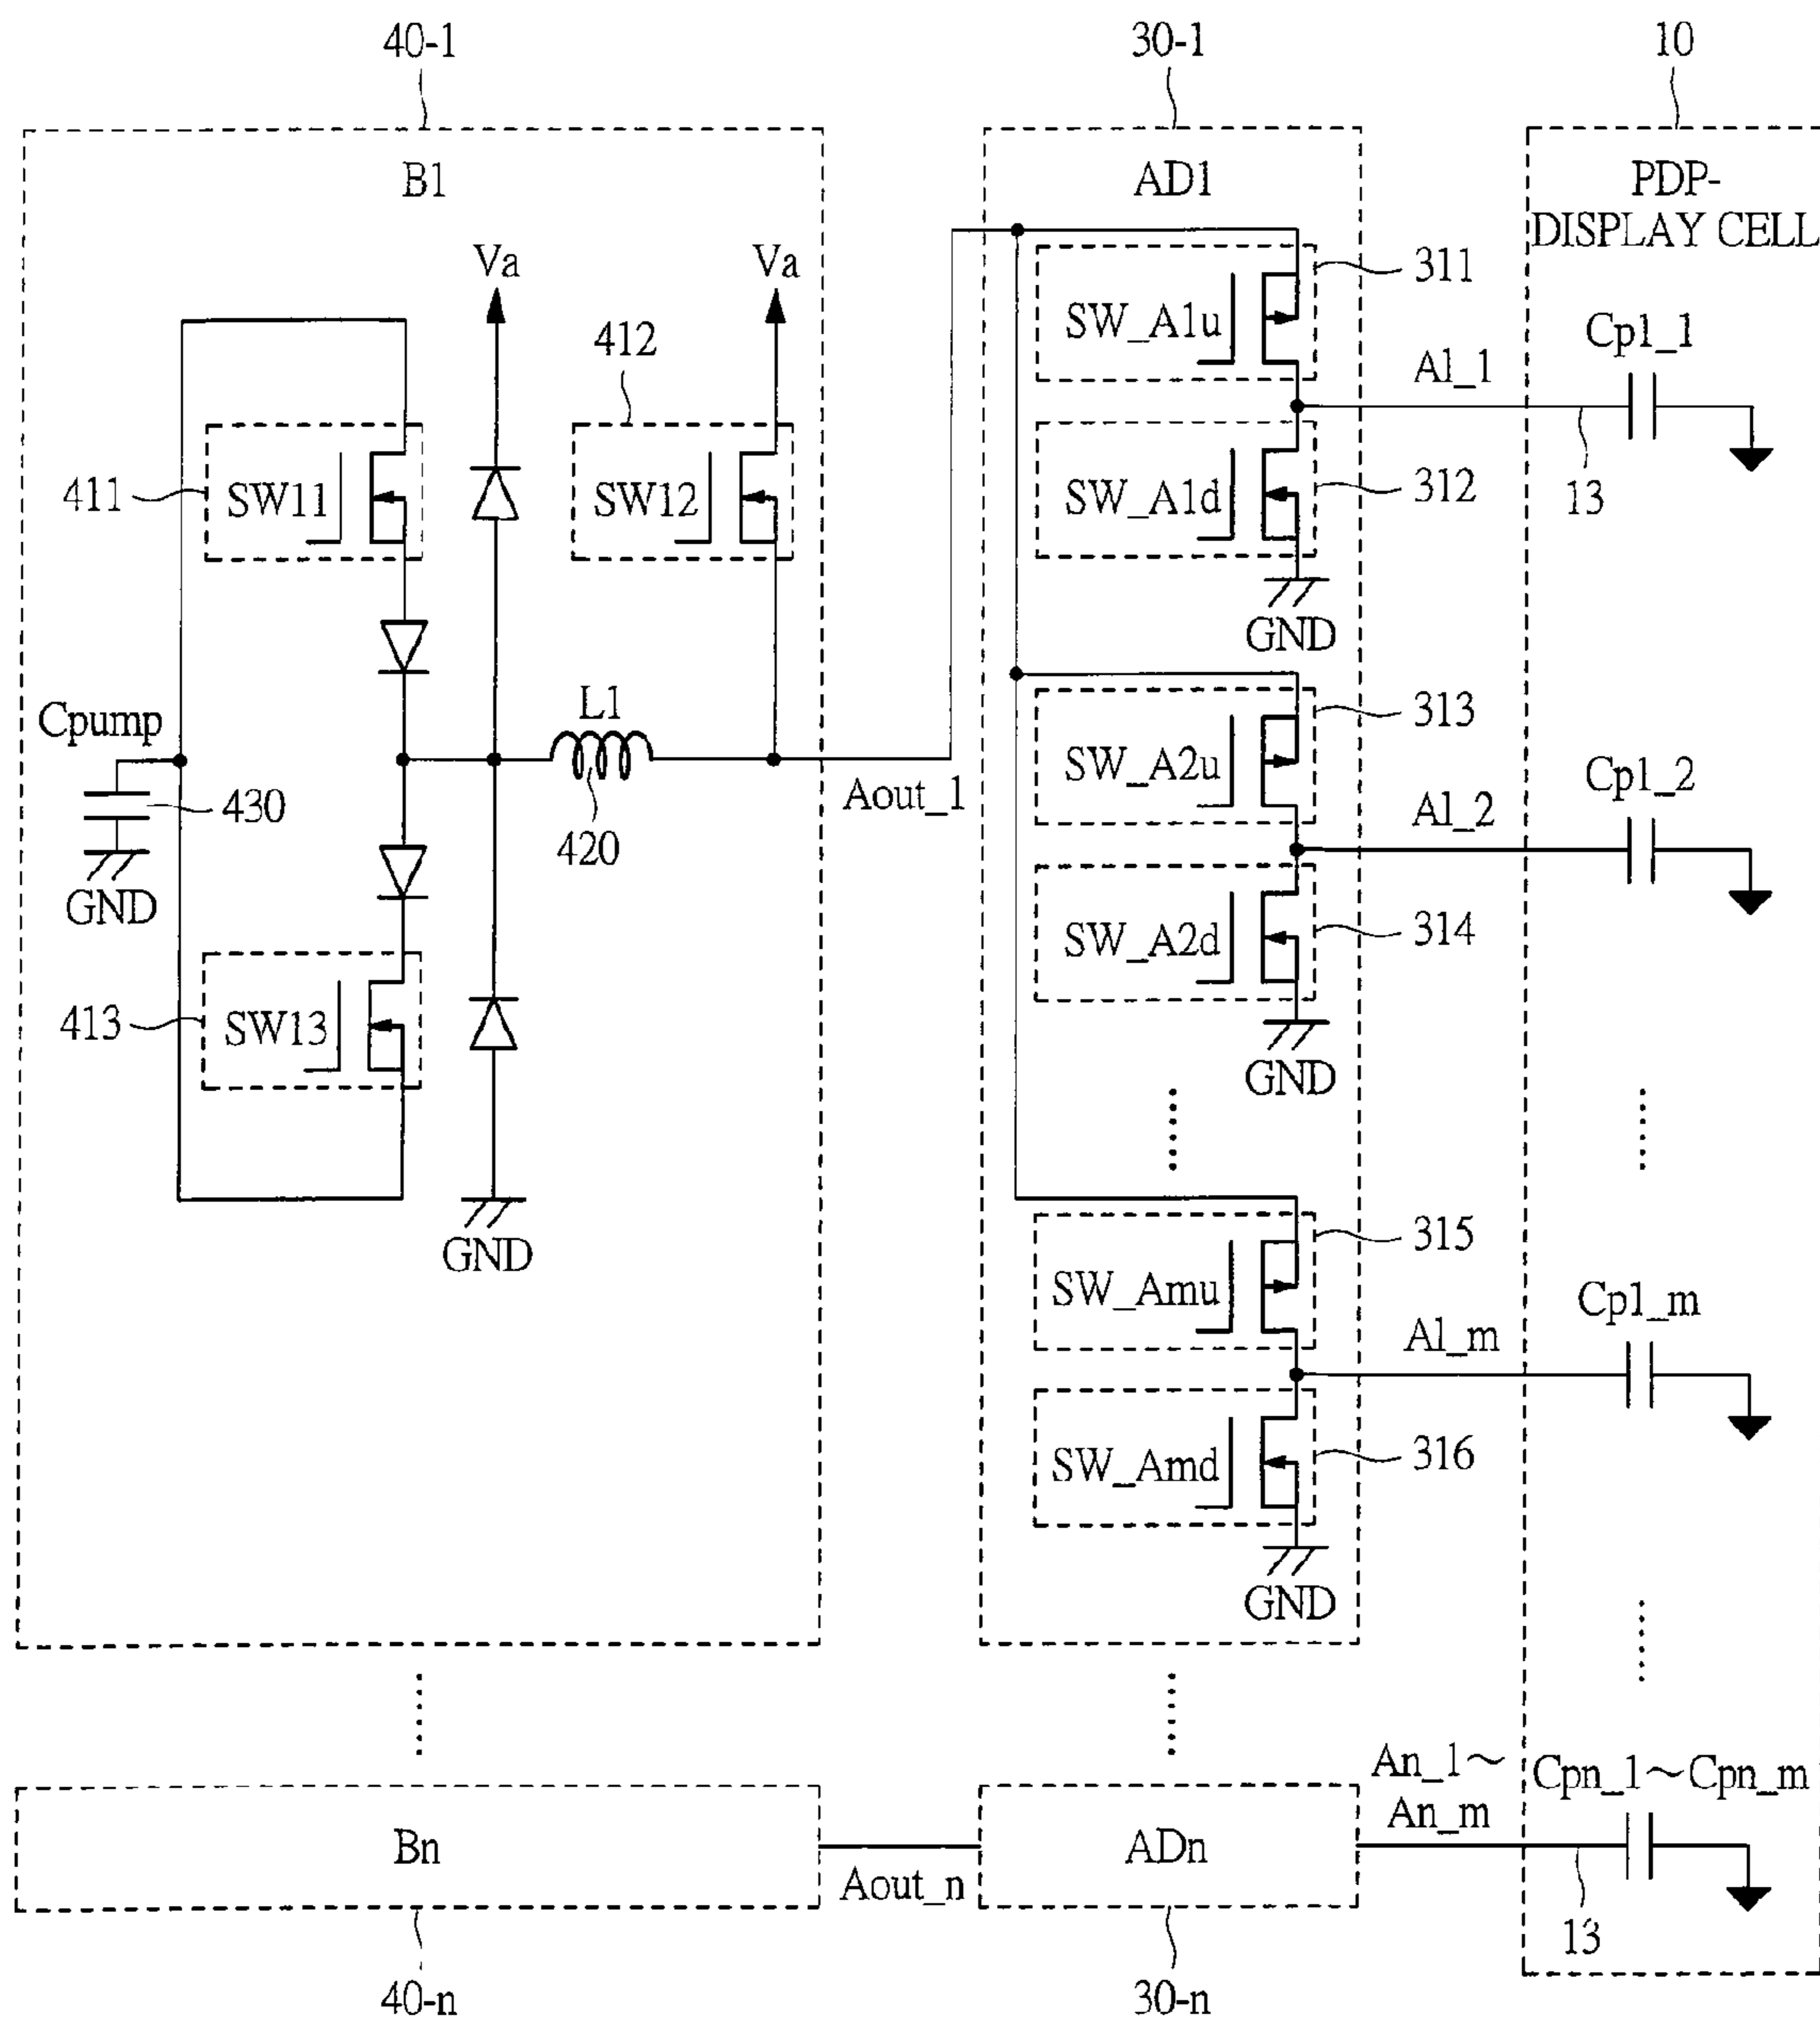 40-1
30-1
10
B1
AD1
PDP-
DISPLAY CELL
Va
Va
412
SW_A1u
311
Cp1_1
Al_1
411
SW11
SW12
SW_A1d
312
13
GND
Cpump
L1
SW_A2u
313
430
420
Aout_1
Al_2
Cp1_2
GND
SW_A2d
314
413
SW13
GND
GND
SW_Amu
315
Al_m
Cp1_m
SW_Amd
316
GND
Bn
Aout_n
ADn
An_1~
An_m
Cpn_1~Cpn_m
13
40-n
30-n